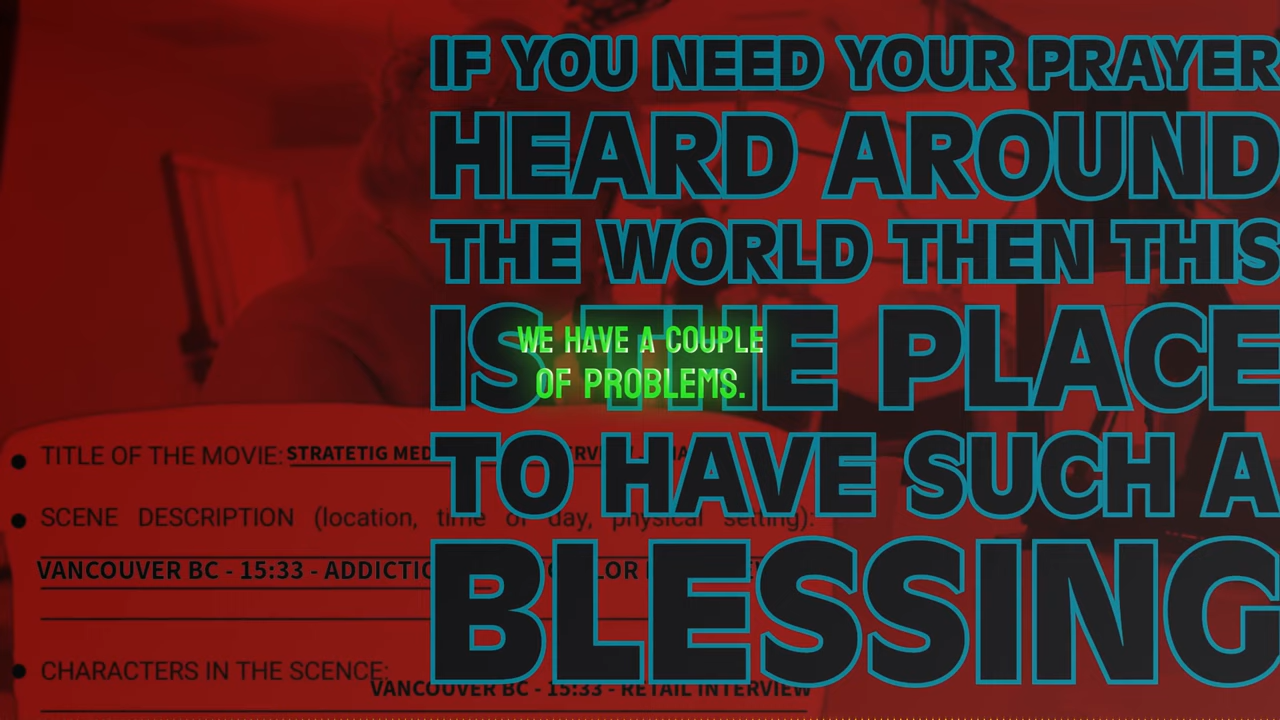 IF YOU NEED YOUR PRAYER
HEARD AROUND
THE WORLD THEN THIS
IS THE PLACE
TO HAVE SUCH A
BLESSING
WE HAVE A COUPLE
OF PROBLEMS.
TITLE OF THE MOVIE: STRATETIG
SCENE DESCRIPTION (location, time of day, physical setting):
VANCOUVER BC - 15:33 -
CHARACTERS IN THE SCENCE:
VANCOUVER BC - 15:33 - RETAIL INTERVIEW